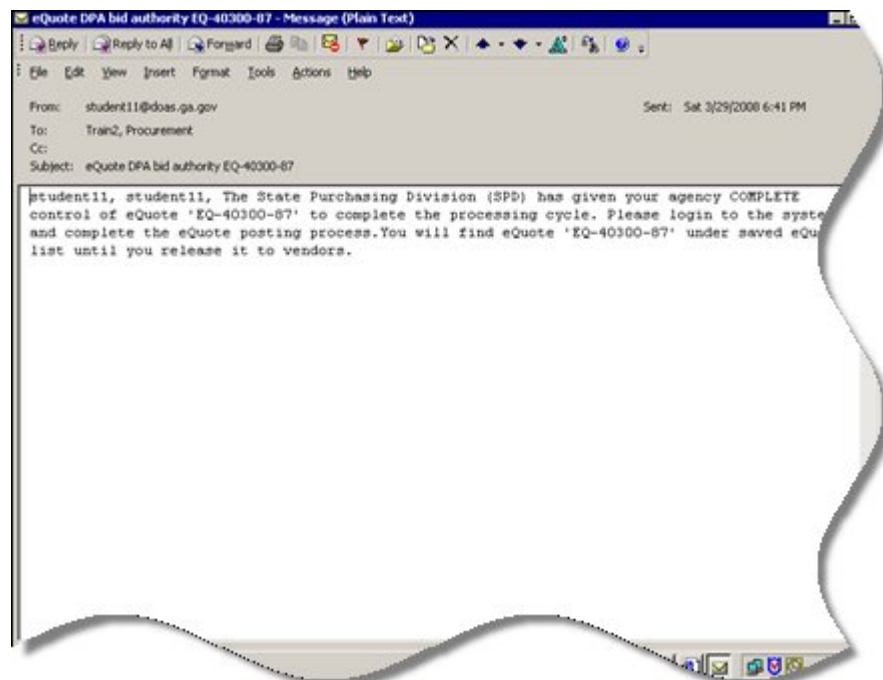 eQuote DPA bid authority EQ-40300-87 - Message (Plain Text)
Reply Reply to All Forward
File Edit View Insert Format Tools Actions Help
From: student11@doas.ga.gov Sent: Sat 3/29/2008 6:41 PM
To: Train2, Procurement
Cc:
Subject: eQuote DPA bid authority EQ-40300-87
student11, student11, The State Purchasing Division (SPD) has given your agency COMPLETE
control of eQuote 'EQ-40300-87' to complete the processing cycle. Please login to the syste
and complete the eQuote posting process.You will find eQuote 'EQ-40300-87' under saved eQu
list until you release it to vendors.